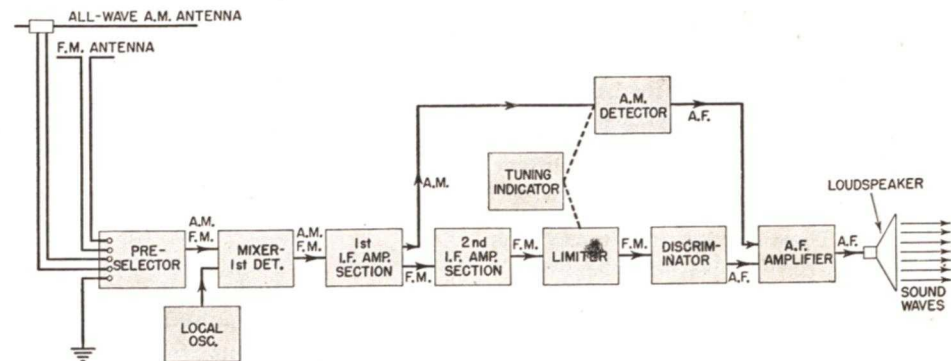 ALL-WAVE A.M. ANTENNA
F.M. ANTENNA
A.M.
DETECTOR
A.F.
TUNING
INDICATOR
A.M.
LOUDSPEAKER
PRE-
SELECTOR
A.M.
F.M.
MIXER-
1st DET.
A.M.
F.M.
1st
I.F. AMP.
SECTION
F.M.
2nd
I.F. AMP.
SECTION
F.M.
LIMITER
F.M.
DISCRIM-
INATOR
A.F.
A.F.
AMPLIFIER
A.F.
SOUND
WAVES
LOCAL
OSC.